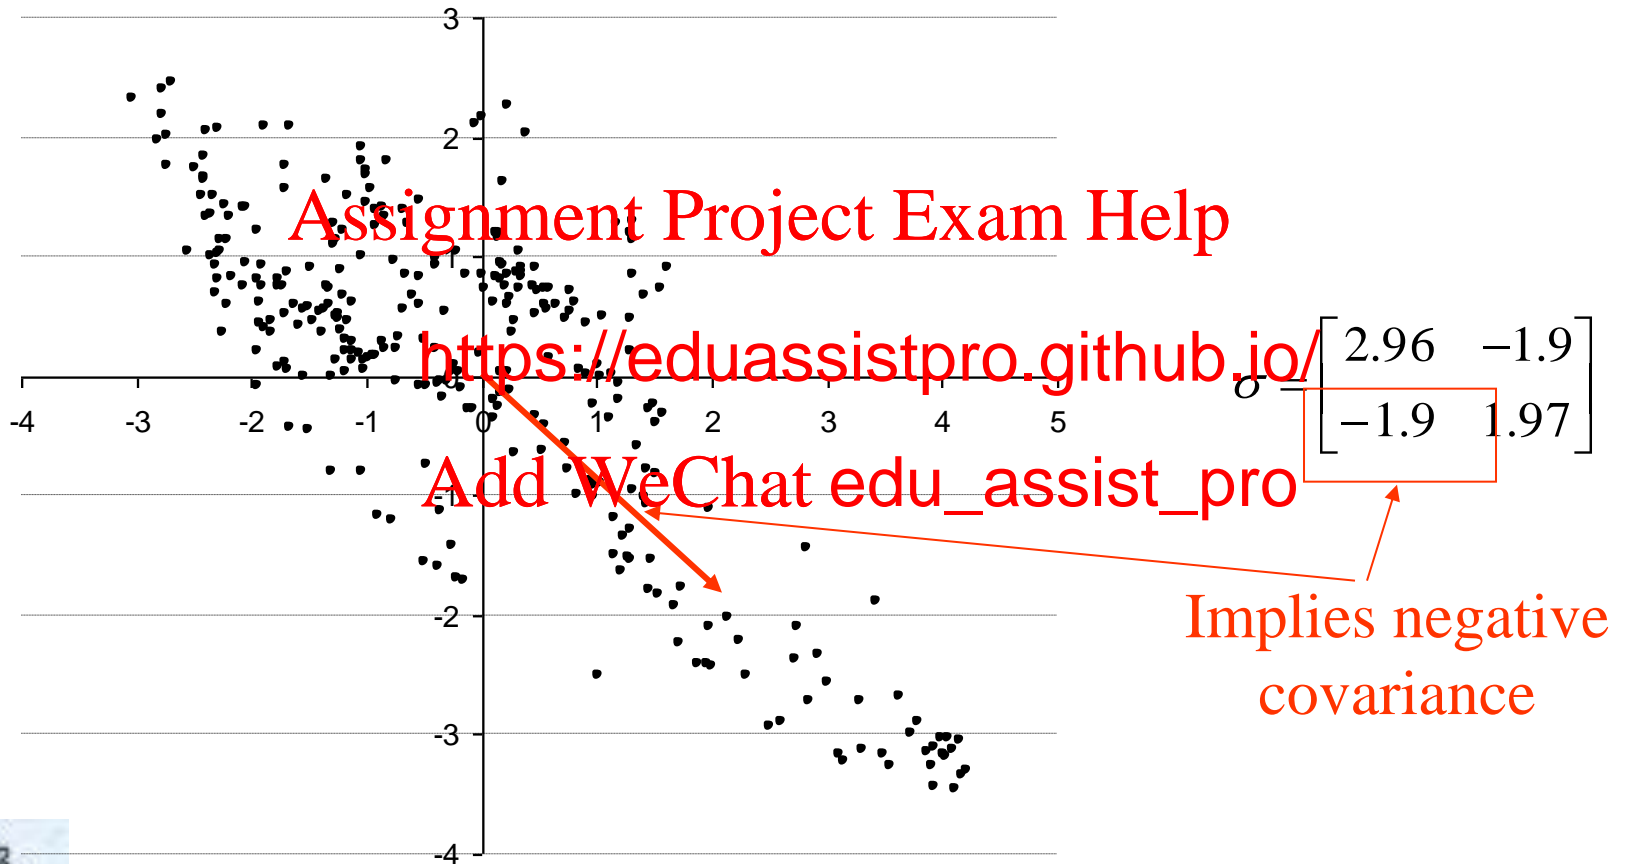 3
2
Assignment Project Exam Help
1
https://eduassistpro.github.io/
σ = [ 2.96 −1.9
−1.9 1.97 ]
0
-4 -3 -2 -1 0 1 2 3 4 5
Add WeChat edu_assist_pro
-1
-2
Implies negative
covariance
-3
-4